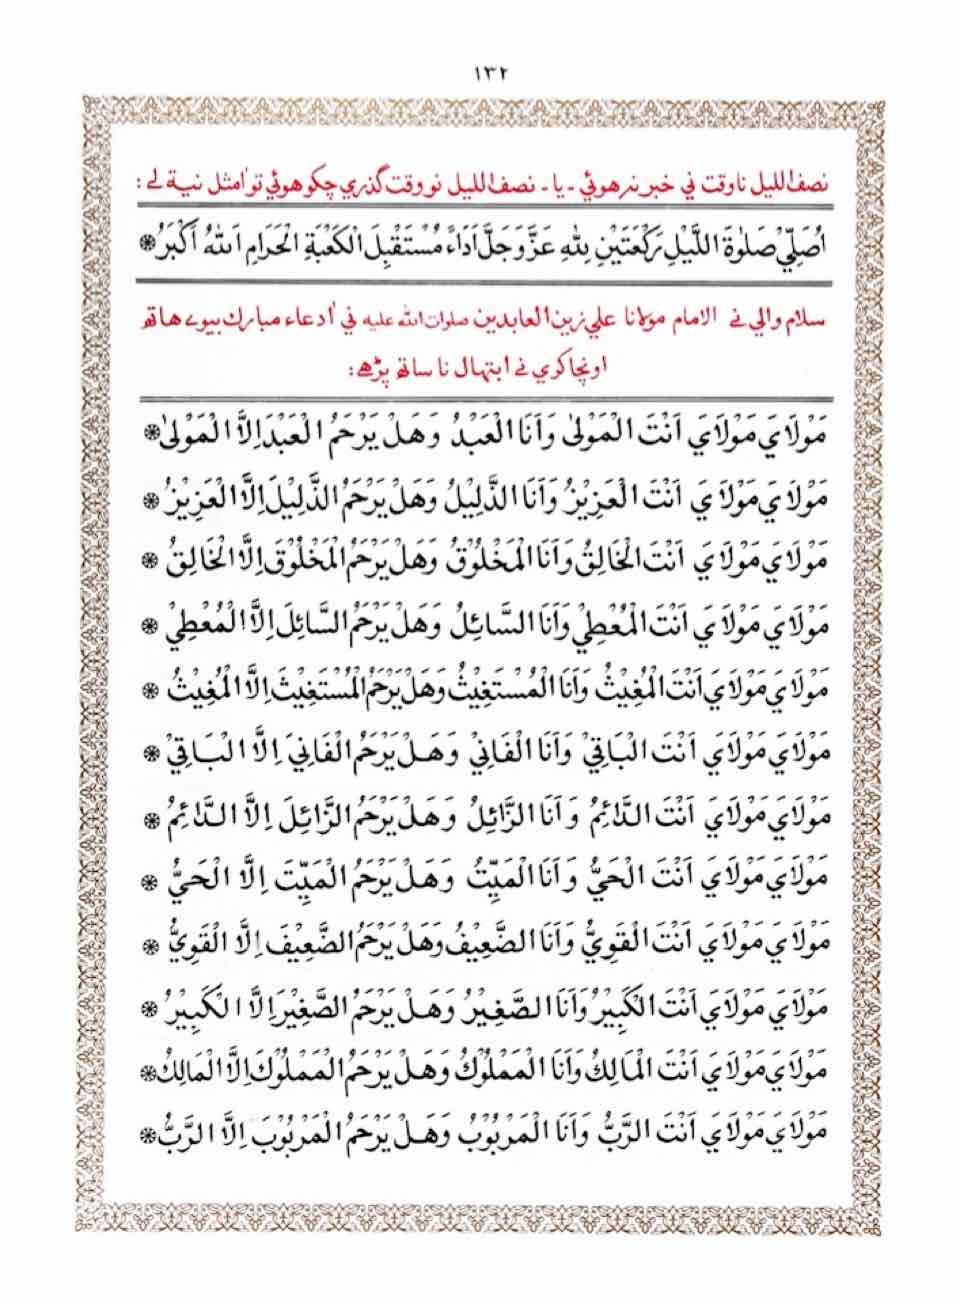 ١٣٢
نصف الليل نا وقت ني خبر نہ هوئي - يا - نصف الليل نو وقت گذري چكو هوئي تو اٰمثل نية لے :
اُصَلِّيْ صَلٰوةَ اللَّيْلِ رَكْعَتَيْنِ لِلّٰهِ عَزَّ وَجَلَّ اَدَاءً مُسْتَقْبِلَ الْكَعْبَةِ الْحَرَامِ اَللهُ اَكْبَرُ ۞
سلام والي نے الامام مولانا علي زين العابدين صلوات الله عليه ني اٰ دعاء مبارك بيوے هاتھ
اونچا كري نے ابتهال نا ساتھ پڑھے :
مَوْلَايَ مَوْلَايَ اَنْتَ الْمَوْلٰى وَاَنَا الْعَبْدُ وَهَلْ يَرْحَمُ الْعَبْدَ اِلَّا الْمَوْلٰى ۞
مَوْلَايَ مَوْلَايَ اَنْتَ الْعَزِيْزُ وَاَنَا الذَّلِيْلُ وَهَلْ يَرْحَمُ الذَّلِيْلَ اِلَّا الْعَزِيْزُ ۞
مَوْلَايَ مَوْلَايَ اَنْتَ الْخَالِقُ وَاَنَا الْمَخْلُوْقُ وَهَلْ يَرْحَمُ الْمَخْلُوْقَ اِلَّا الْخَالِقُ ۞
مَوْلَايَ مَوْلَايَ اَنْتَ الْمُعْطِيْ وَاَنَا السَّائِلُ وَهَلْ يَرْحَمُ السَّائِلَ اِلَّا الْمُعْطِيْ ۞
مَوْلَايَ مَوْلَايَ اَنْتَ الْمُغِيْثُ وَاَنَا الْمُسْتَغِيْثُ وَهَلْ يَرْحَمُ الْمُسْتَغِيْثَ اِلَّا الْمُغِيْثُ ۞
مَوْلَايَ مَوْلَايَ اَنْتَ الْبَاقِيْ وَاَنَا الْفَانِيْ وَهَلْ يَرْحَمُ الْفَانِيَ اِلَّا الْبَاقِيْ ۞
مَوْلَايَ مَوْلَايَ اَنْتَ الدَّائِمُ وَاَنَا الزَّائِلُ وَهَلْ يَرْحَمُ الزَّائِلَ اِلَّا الدَّائِمُ ۞
مَوْلَايَ مَوْلَايَ اَنْتَ الْحَيُّ وَاَنَا الْمَيِّتُ وَهَلْ يَرْحَمُ الْمَيِّتَ اِلَّا الْحَيُّ ۞
مَوْلَايَ مَوْلَايَ اَنْتَ الْقَوِيُّ وَاَنَا الضَّعِيْفُ وَهَلْ يَرْحَمُ الضَّعِيْفَ اِلَّا الْقَوِيُّ ۞
مَوْلَايَ مَوْلَايَ اَنْتَ الْكَبِيْرُ وَاَنَا الصَّغِيْرُ وَهَلْ يَرْحَمُ الصَّغِيْرَ اِلَّا الْكَبِيْرُ ۞
مَوْلَايَ مَوْلَايَ اَنْتَ الْمَالِكُ وَاَنَا الْمَمْلُوْكُ وَهَلْ يَرْحَمُ الْمَمْلُوْكَ اِلَّا الْمَالِكُ ۞
مَوْلَايَ مَوْلَايَ اَنْتَ الرَّبُّ وَاَنَا الْمَرْبُوْبُ وَهَلْ يَرْحَمُ الْمَرْبُوْبَ اِلَّا الرَّبُّ ۞